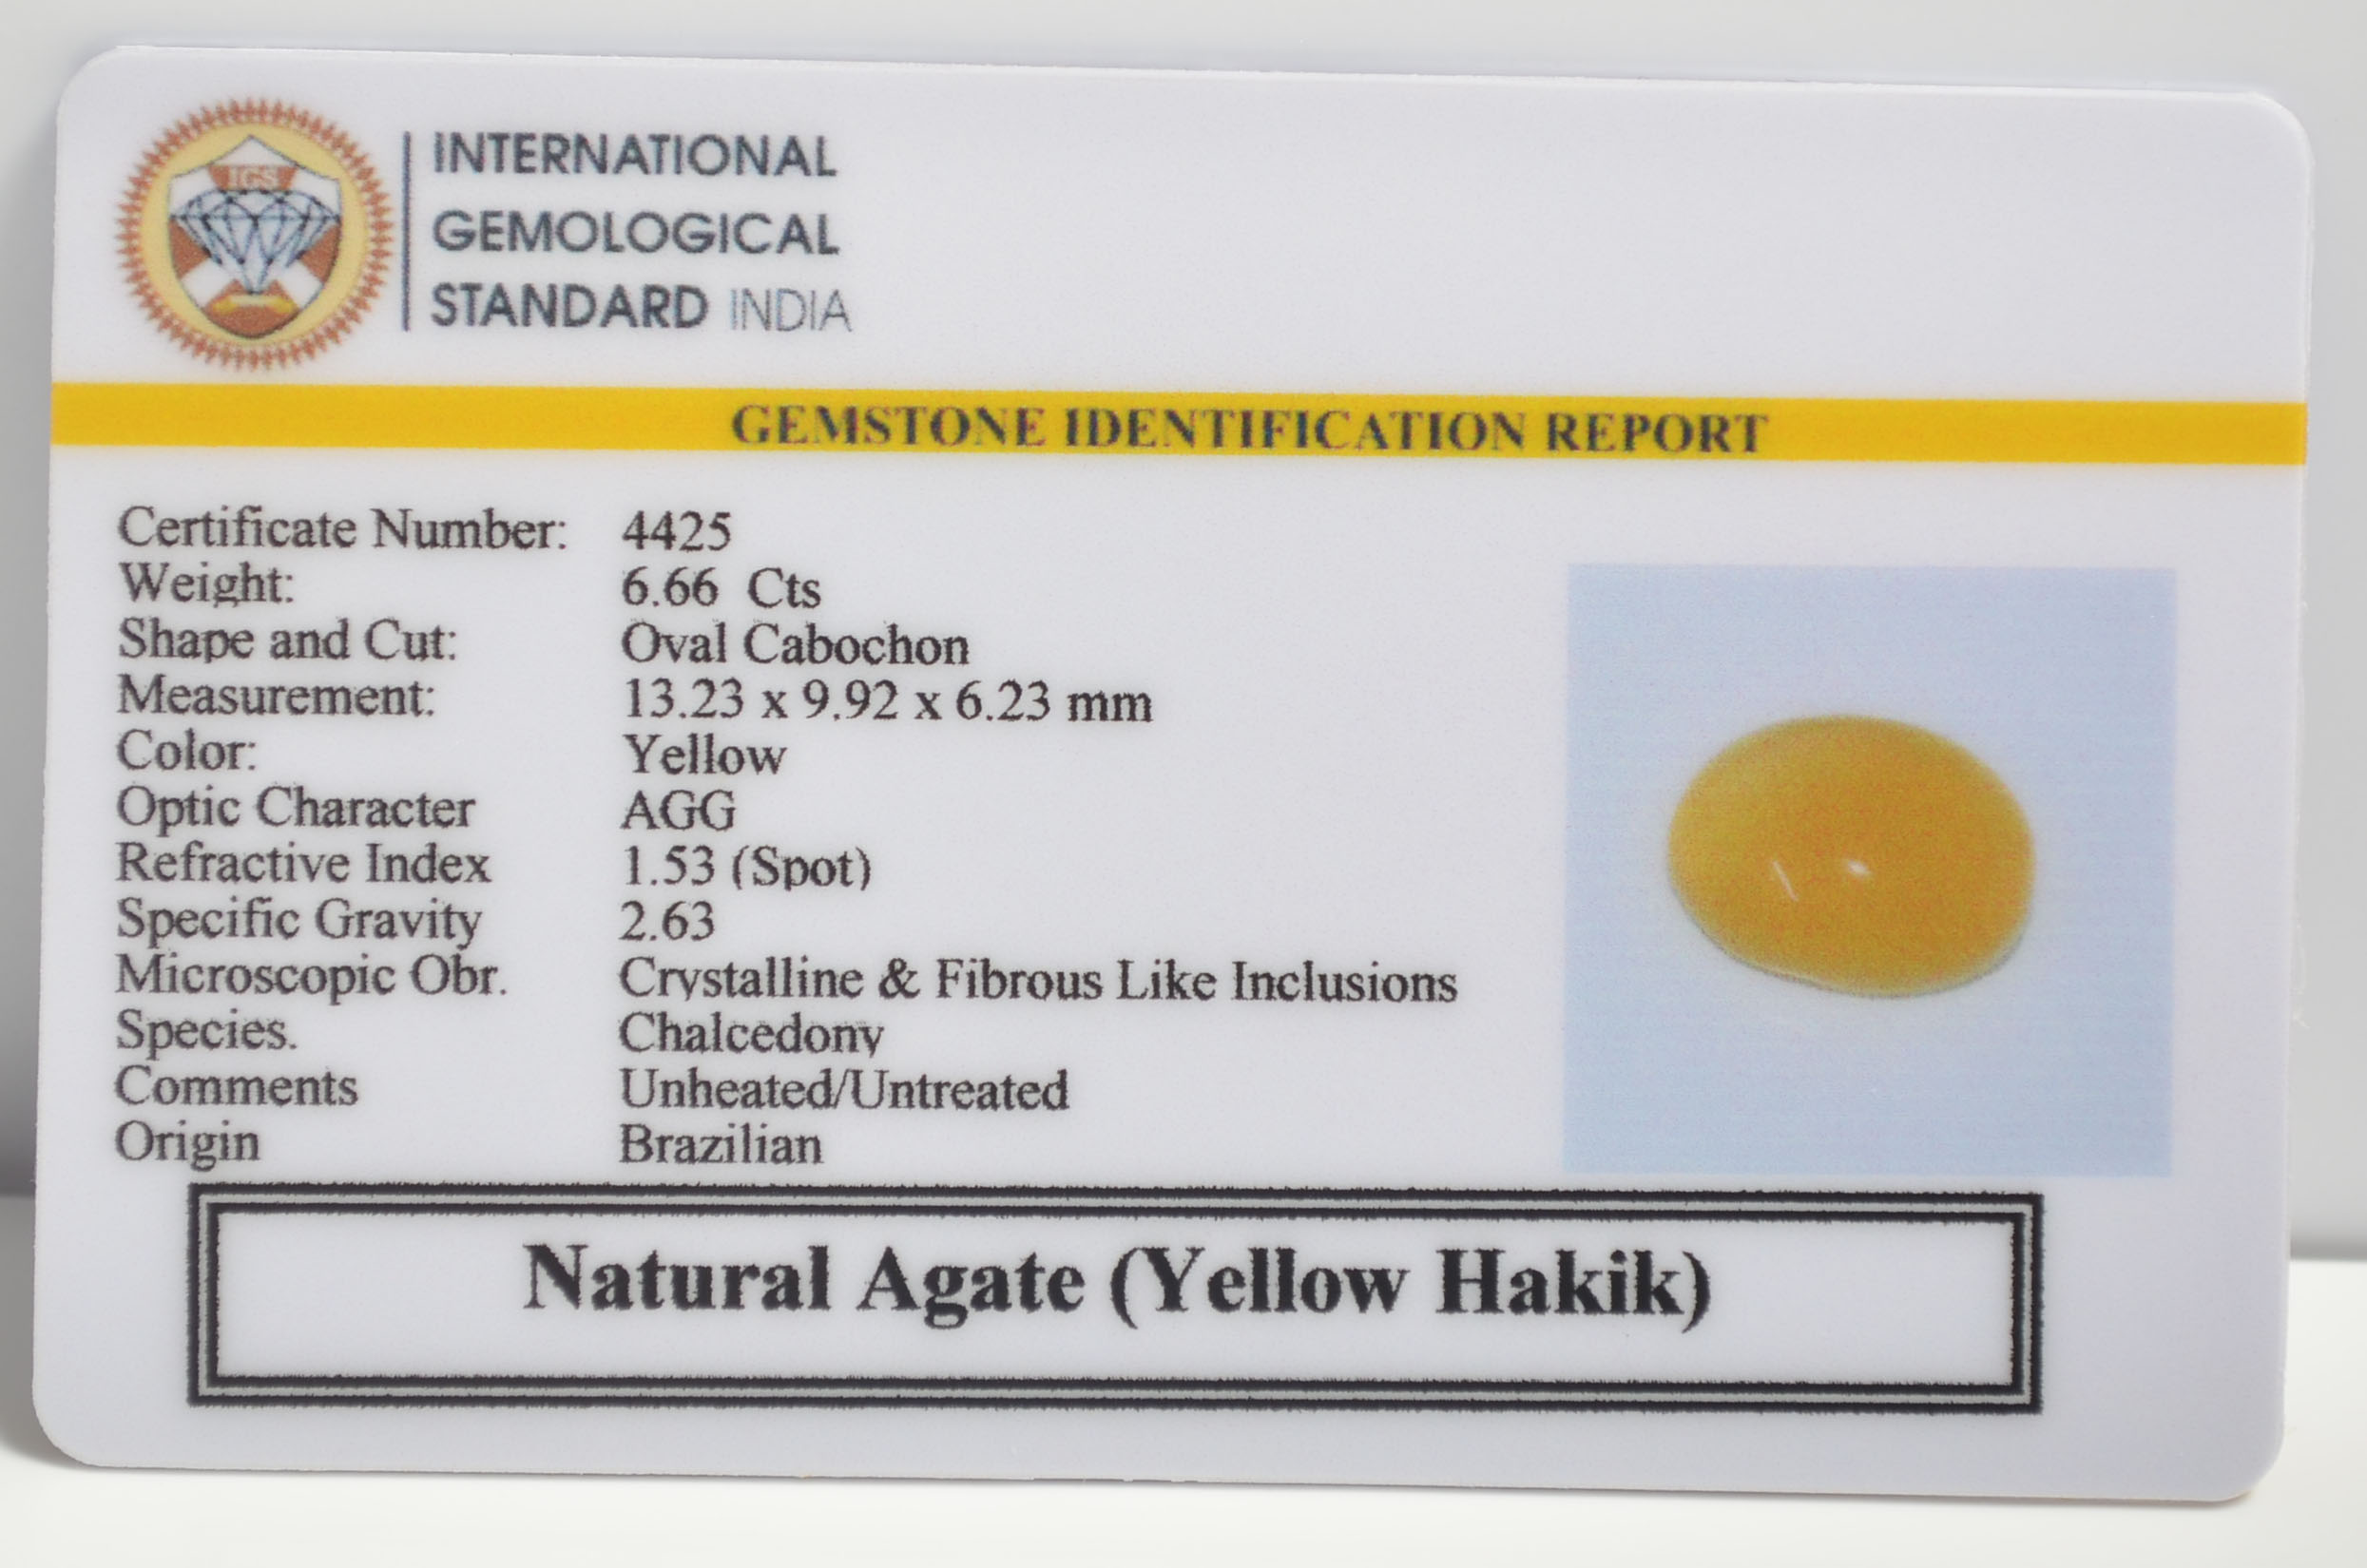 IGS
INTERNATIONAL
GEMOLOGICAL
STANDARD INDIA
GEMSTONE IDENTIFICATION REPORT
Certificate Number: 4425
Weight: 6.66 Cts
Shape and Cut: Oval Cabochon
Measurement: 13.23 x 9.92 x 6.23 mm
Color: Yellow
Optic Character AGG
Refractive Index 1.53 (Spot)
Specific Gravity 2.63
Microscopic Obr. Crystalline & Fibrous Like Inclusions
Species. Chalcedony
Comments Unheated/Untreated
Origin Brazilian
Natural Agate (Yellow Hakik)